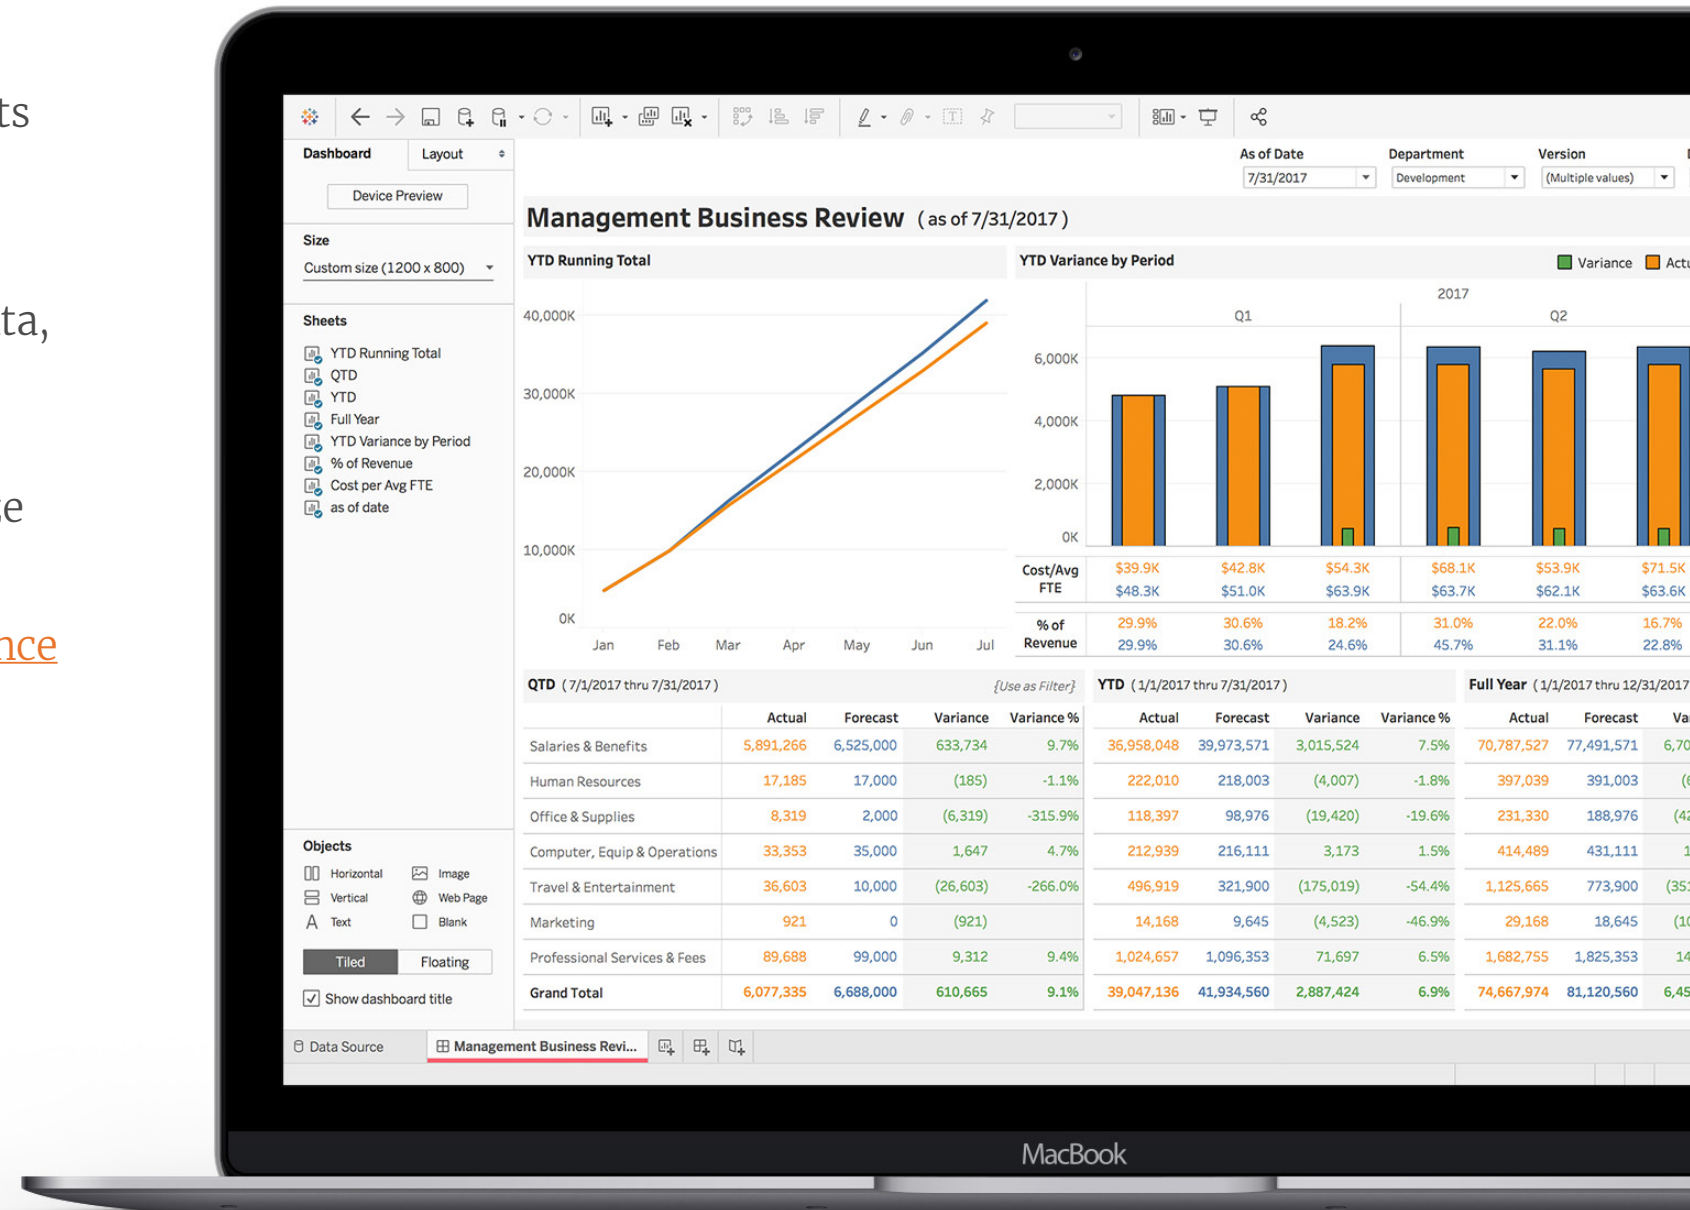 ts
ta,
ze
nce
Dashboard Layout
Device Preview
Size
Custom size (1200 x 800)
Sheets
YTD Running Total
QTD
YTD
Full Year
YTD Variance by Period
% of Revenue
Cost per Avg FTE
as of date
Objects
Horizontal Image
Vertical Web Page
A Text Blank
Tiled Floating
Show dashboard title
As of Date Department Version
7/31/2017 Development (Multiple values)
Management Business Review ( as of 7/31/2017 )
YTD Running Total
40,000K
30,000K
20,000K
10,000K
0K
Jan Feb Mar Apr May Jun Jul
YTD Variance by Period Variance Actu
2017
Q1 Q2
6,000K
4,000K
2,000K
0K
Cost/Avg FTE
$39.9K $42.8K $54.3K $68.1K $53.9K $71.5K
$48.3K $51.0K $63.9K $63.7K $62.1K $63.6K
% of Revenue
29.9% 30.6% 18.2% 31.0% 22.0% 16.7%
29.9% 30.6% 24.6% 45.7% 31.1% 22.8%
QTD ( 7/1/2017 thru 7/31/2017 ) {Use as Filter} YTD ( 1/1/2017 thru 7/31/2017 ) Full Year ( 1/1/2017 thru 12/31/2017
Actual Forecast Variance Variance % Actual Forecast Variance Variance % Actual Forecast Va
Salaries & Benefits 5,891,266 6,525,000 633,734 9.7% 36,958,048 39,973,571 3,015,524 7.5% 70,787,527 77,491,571 6,70
Human Resources 17,185 17,000 (185) -1.1% 222,010 218,003 (4,007) -1.8% 397,039 391,003 (6
Office & Supplies 8,319 2,000 (6,319) -315.9% 118,397 98,976 (19,420) -19.6% 231,330 188,976 (42
Computer, Equip & Operations 33,353 35,000 1,647 4.7% 212,939 216,111 3,173 1.5% 414,489 431,111 1
Travel & Entertainment 36,603 10,000 (26,603) -266.0% 496,919 321,900 (175,019) -54.4% 1,125,665 773,900 (351
Marketing 921 0 (921) 14,168 9,645 (4,523) -46.9% 29,168 18,645 (10
Professional Services & Fees 89,688 99,000 9,312 9.4% 1,024,657 1,096,353 71,697 6.5% 1,682,755 1,825,353 14
Grand Total 6,077,335 6,688,000 610,665 9.1% 39,047,136 41,934,560 2,887,424 6.9% 74,667,974 81,120,560 6,45
Data Source Management Business Revi...
MacBook